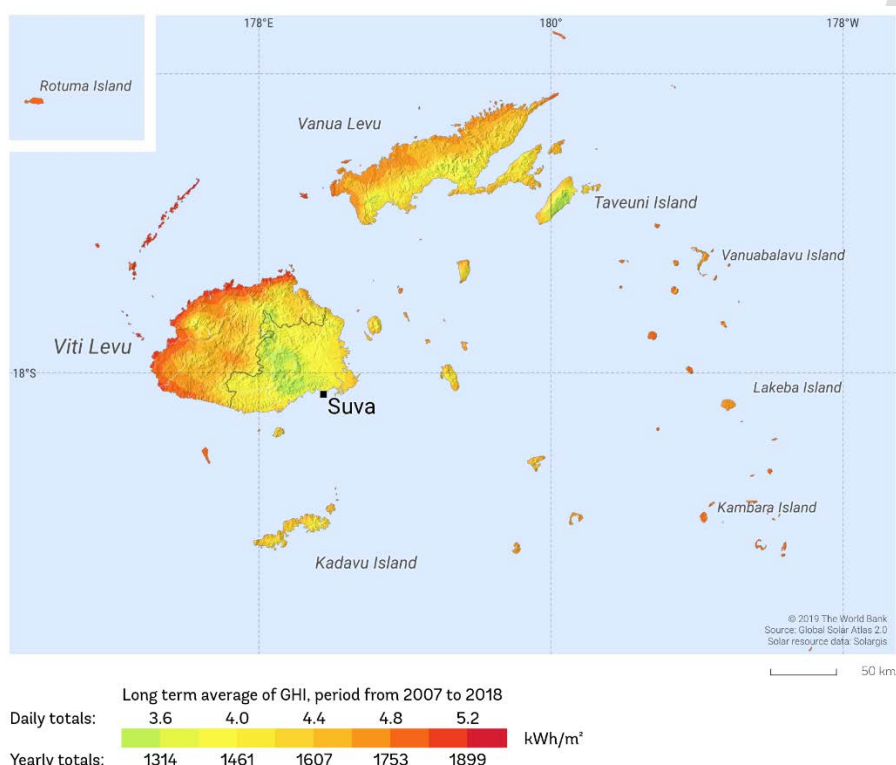 178°E 180° 178°W
Rotuma Island
Vanua Levu
Taveuni Island
Vanuabalavu Island
Viti Levu
18°S
Lakeba Island
Suva
Kambara Island
Kadavu Island
© 2019 The World Bank
Source: Global Solar Atlas 2.0
Solar resource data: Solargis
50 km
Long term average of GHI, period from 2007 to 2018
Daily totals: 3.6 4.0 4.4 4.8 5.2
kWh/m²
Yearly totals: 1314 1461 1607 1753 1899